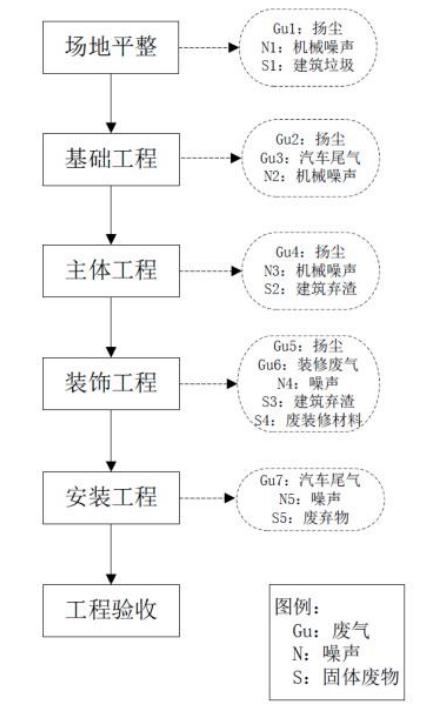 场地平整
Gu1: 扬尘
N1: 机械噪声
S1: 建筑垃圾
基础工程
Gu2: 扬尘
Gu3: 汽车尾气
N2: 机械噪声
主体工程
Gu4: 扬尘
N3: 机械噪声
S2: 建筑弃渣
装饰工程
Gu5: 扬尘
Gu6: 装修废气
N4: 噪声
S3: 建筑弃渣
S4: 废装修材料
安装工程
Gu7: 汽车尾气
N5: 噪声
S5: 废弃物
工程验收
图例:
Gu: 废气
N: 噪声
S: 固体废物